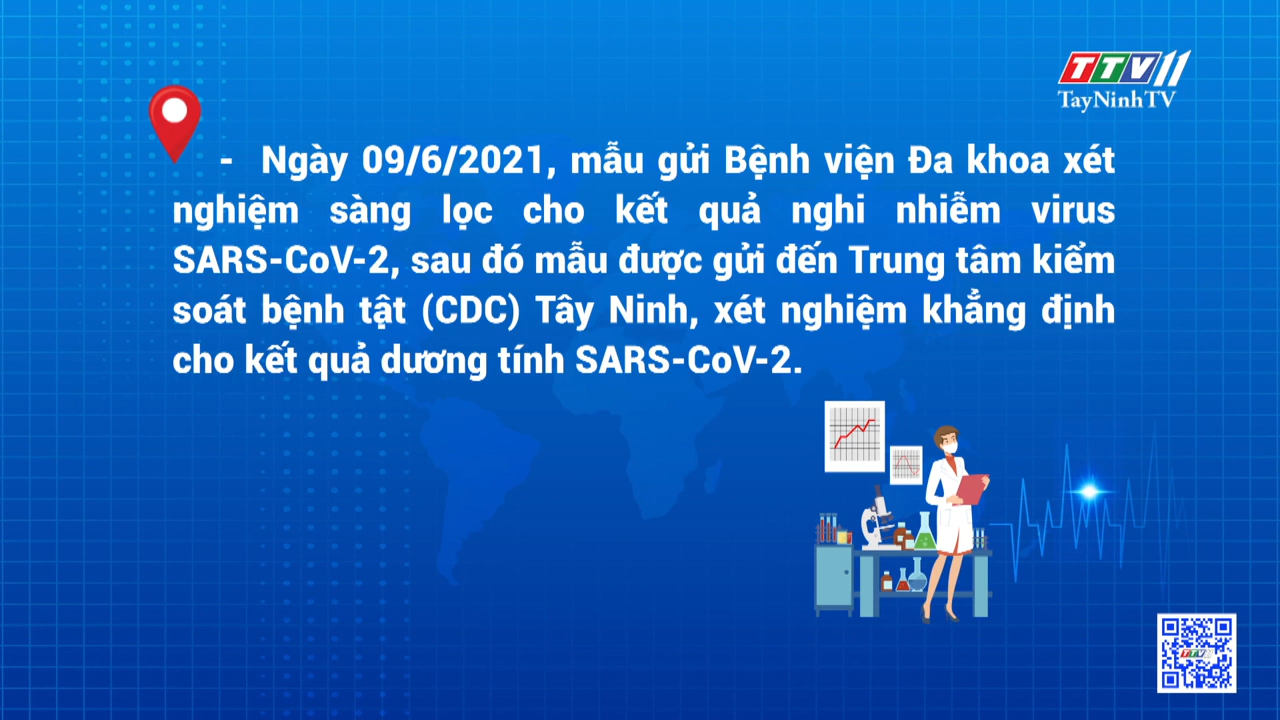 TTV11
TayNinhTV
- Ngày 09/6/2021, mẫu gửi Bệnh viện Đa khoa xét
nghiệm sàng lọc cho kết quả nghi nhiễm virus
SARS-CoV-2, sau đó mẫu được gửi đến Trung tâm kiểm
soát bệnh tật (CDC) Tây Ninh, xét nghiệm khẳng định
cho kết quả dương tính SARS-CoV-2.
TTV11